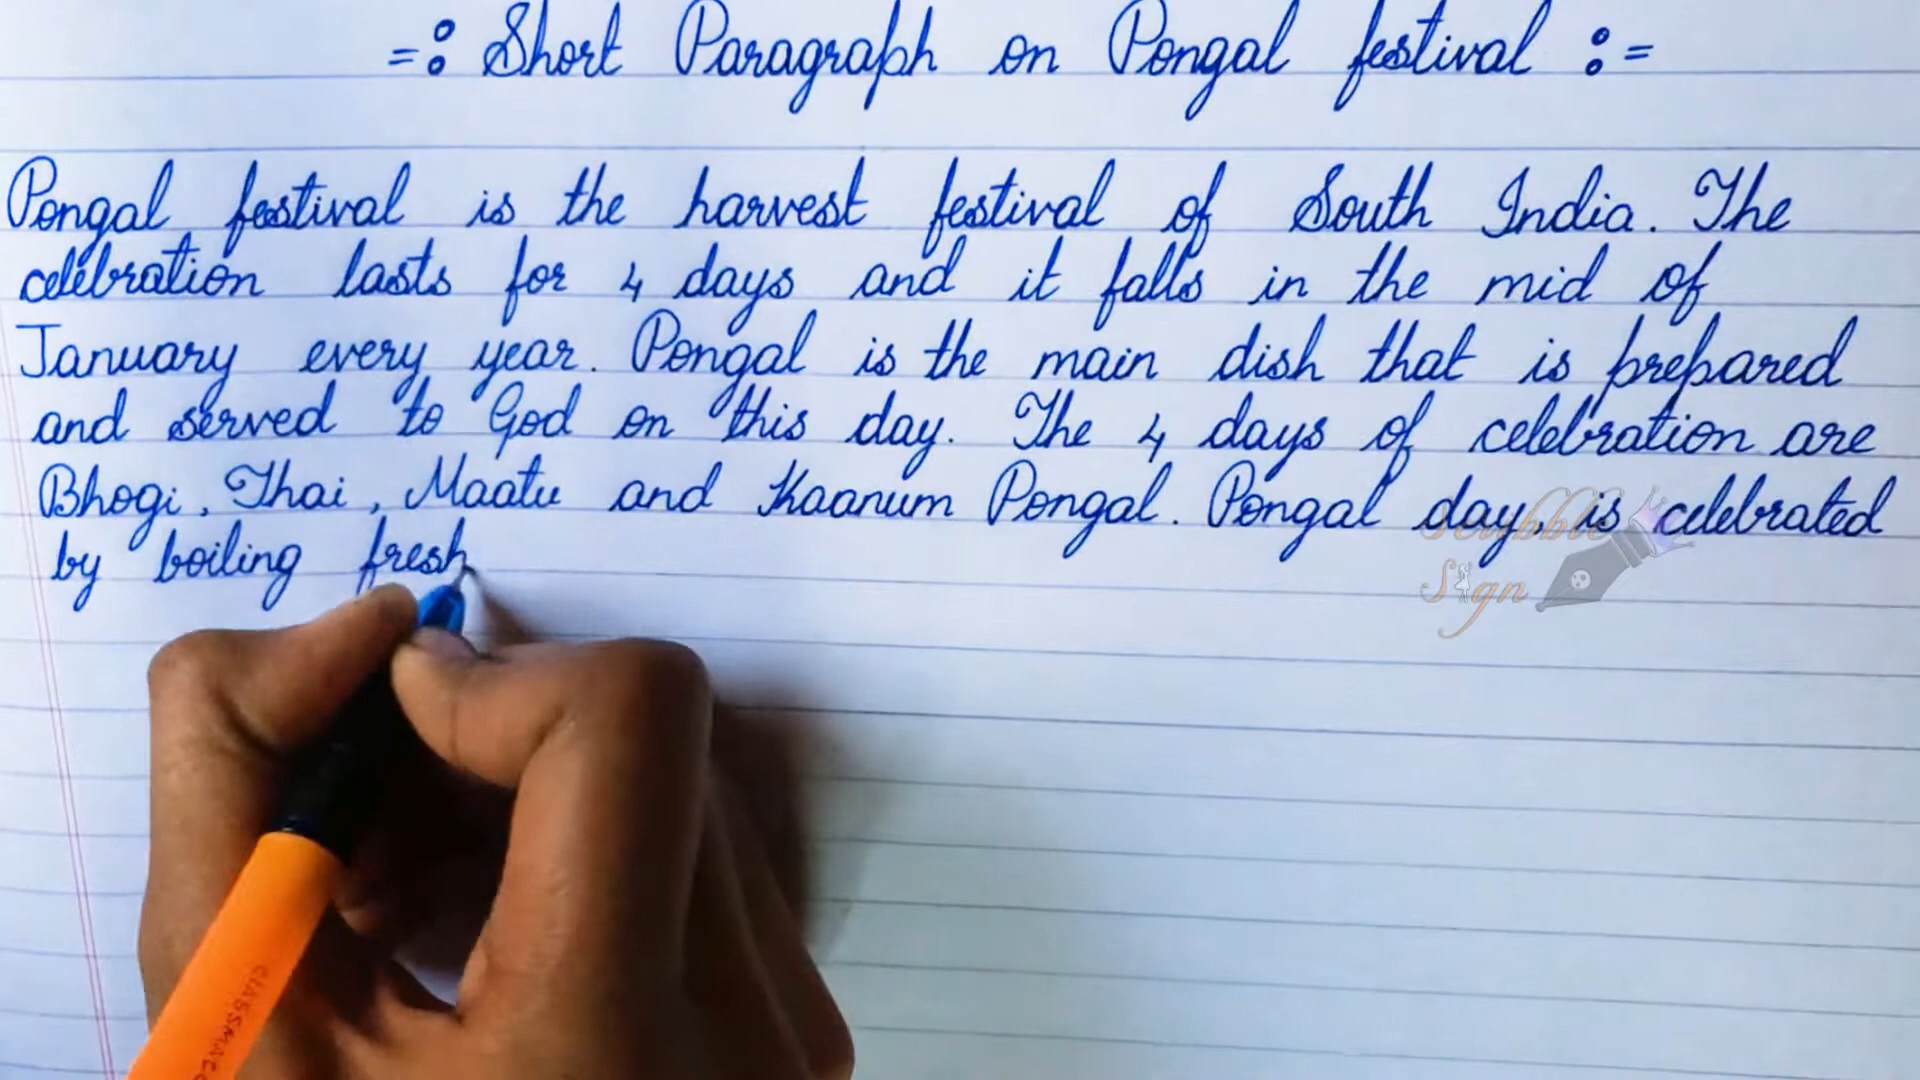 =: Short Paragraph on Pongal festival :=
Pongal festival is the harvest festival of South India. The
celebration lasts for 4 days and it falls in the mid of
January every year. Pongal is the main dish that is prepared
and served to God on this day. The 4 days of celebration are
Bhogi, Thai, Maatu and Kaanum Pongal. Pongal day is celebrated
by boiling fresh
Scribble
Sign
CLASSMATE